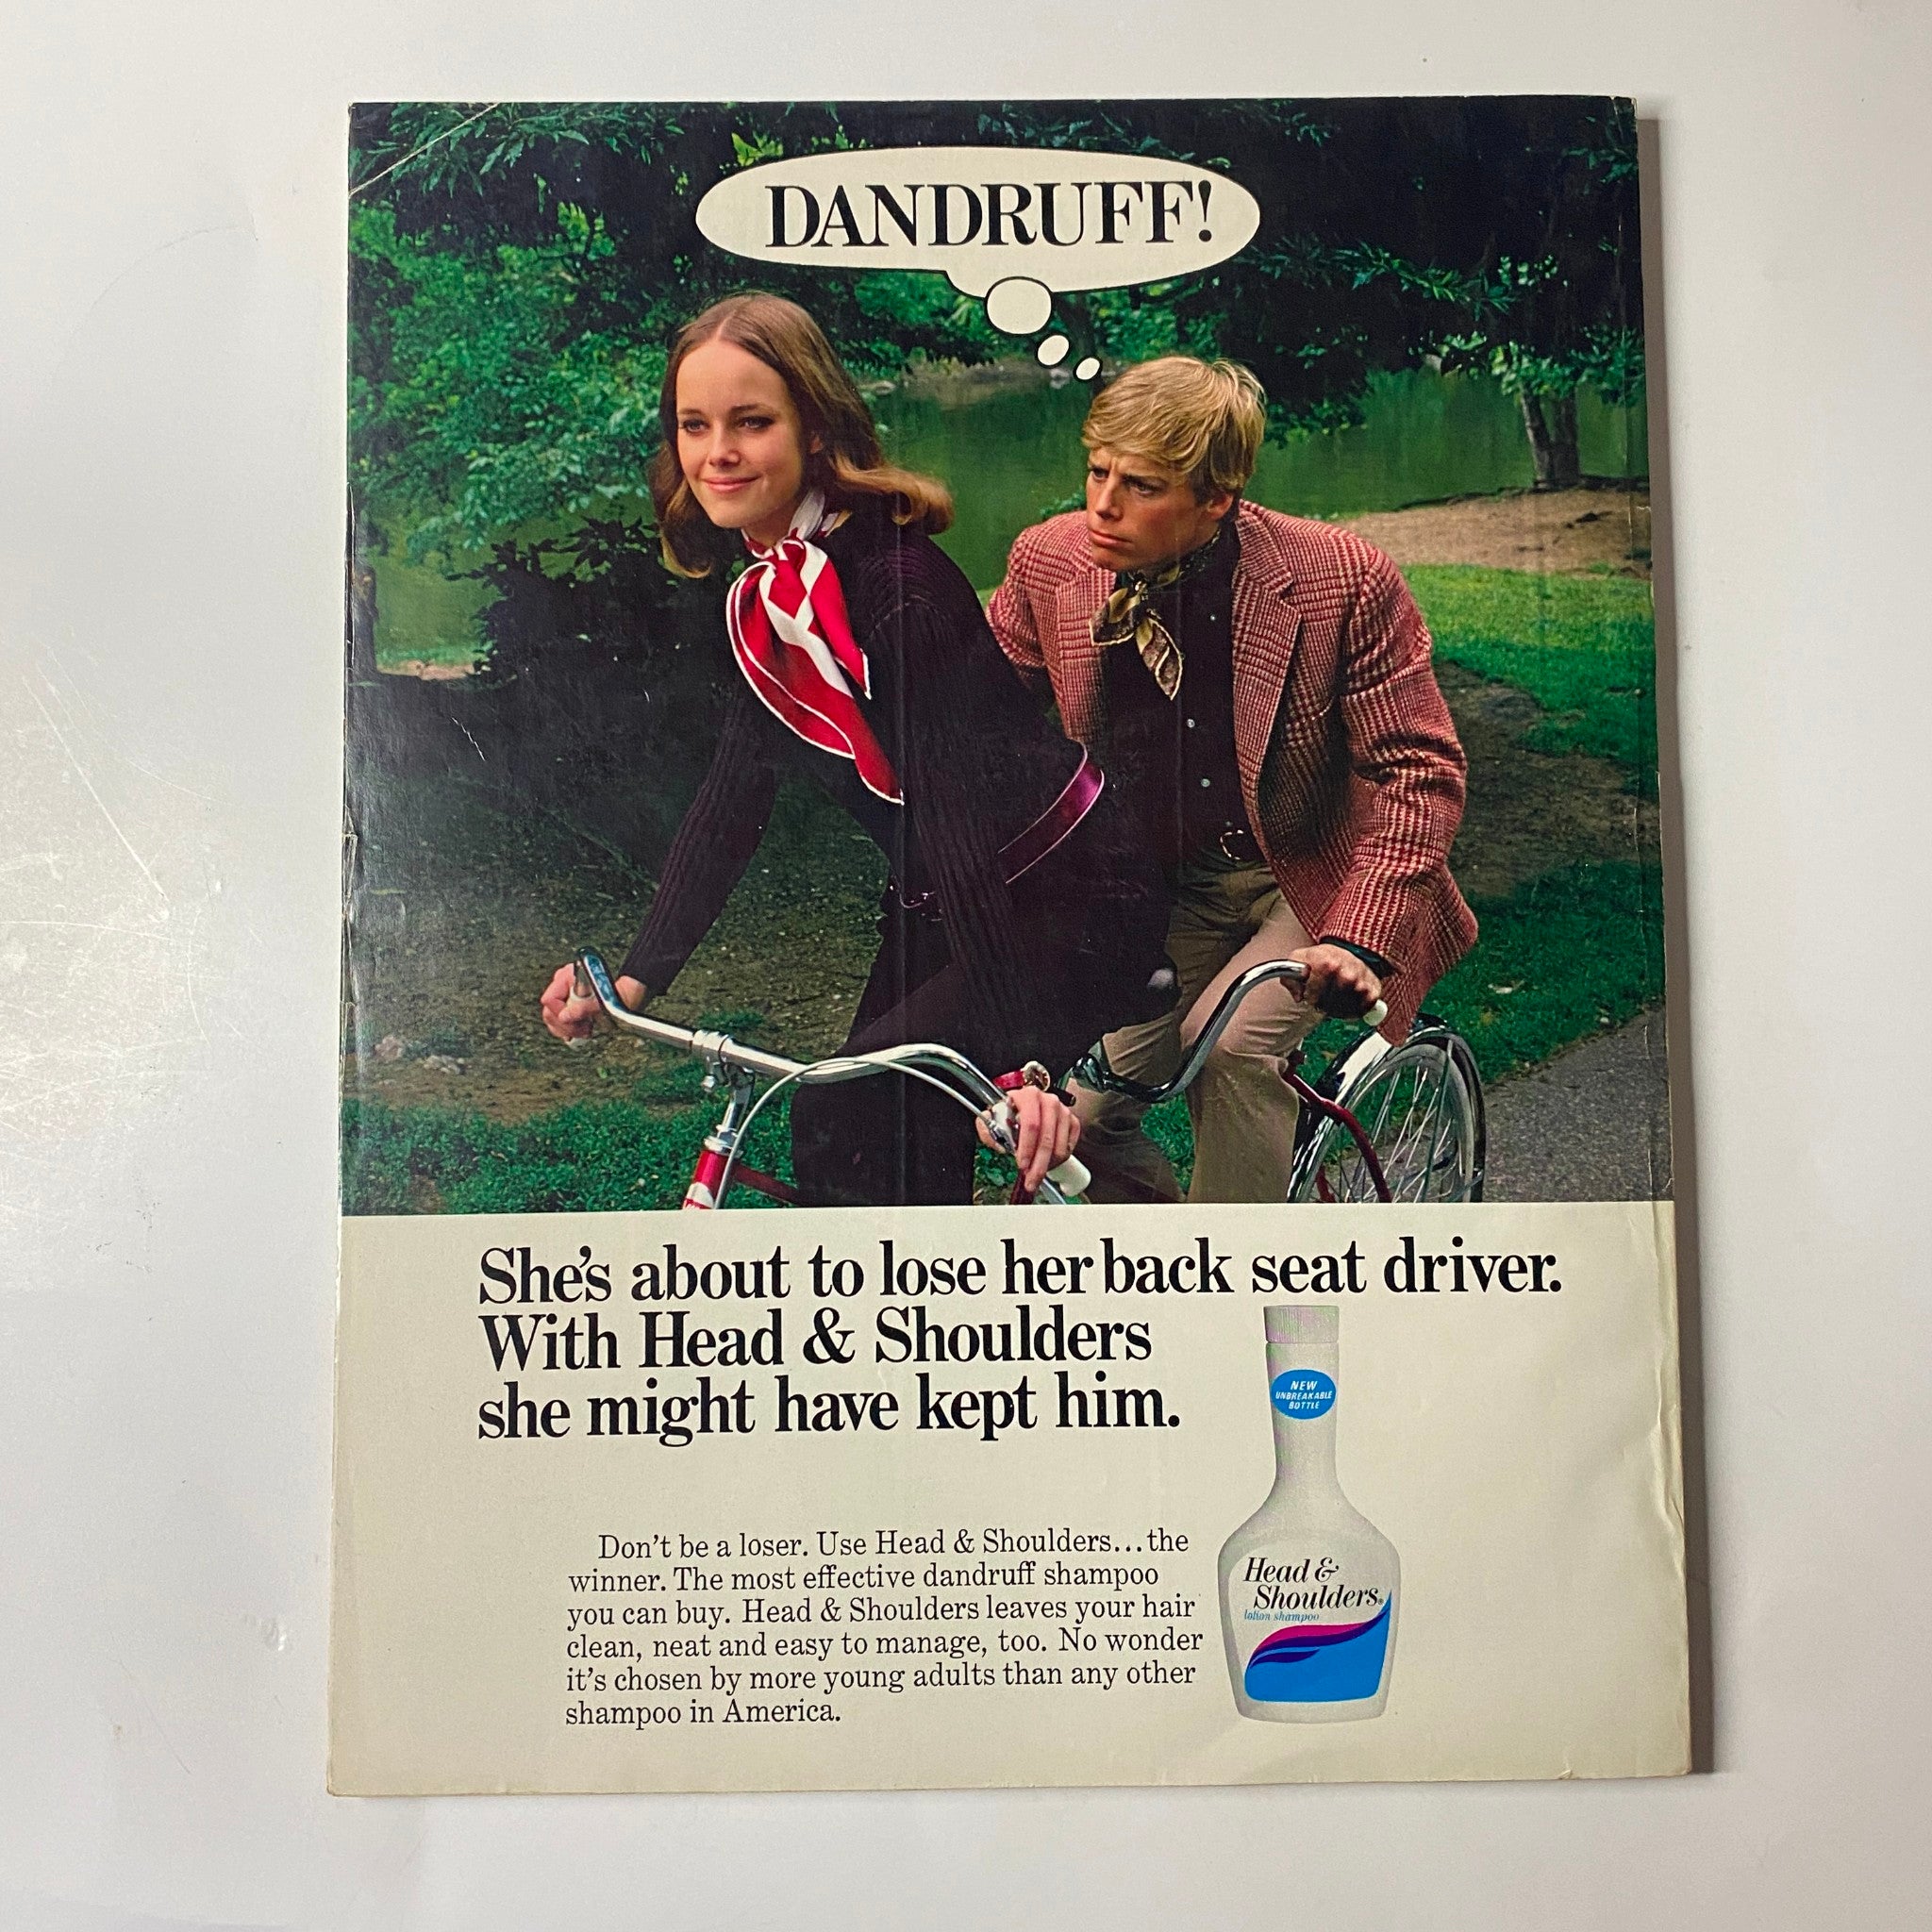 DANDRUFF!
She's about to lose her back seat driver.
With Head & Shoulders
she might have kept him.
NEW
UNBREAKABLE
BOTTLE
Don't be a loser. Use Head & Shoulders...the
winner. The most effective dandruff shampoo
you can buy. Head & Shoulders leaves your hair
clean, neat and easy to manage, too. No wonder
it's chosen by more young adults than any other
shampoo in America.
Head &
Shoulders®
lotion shampoo